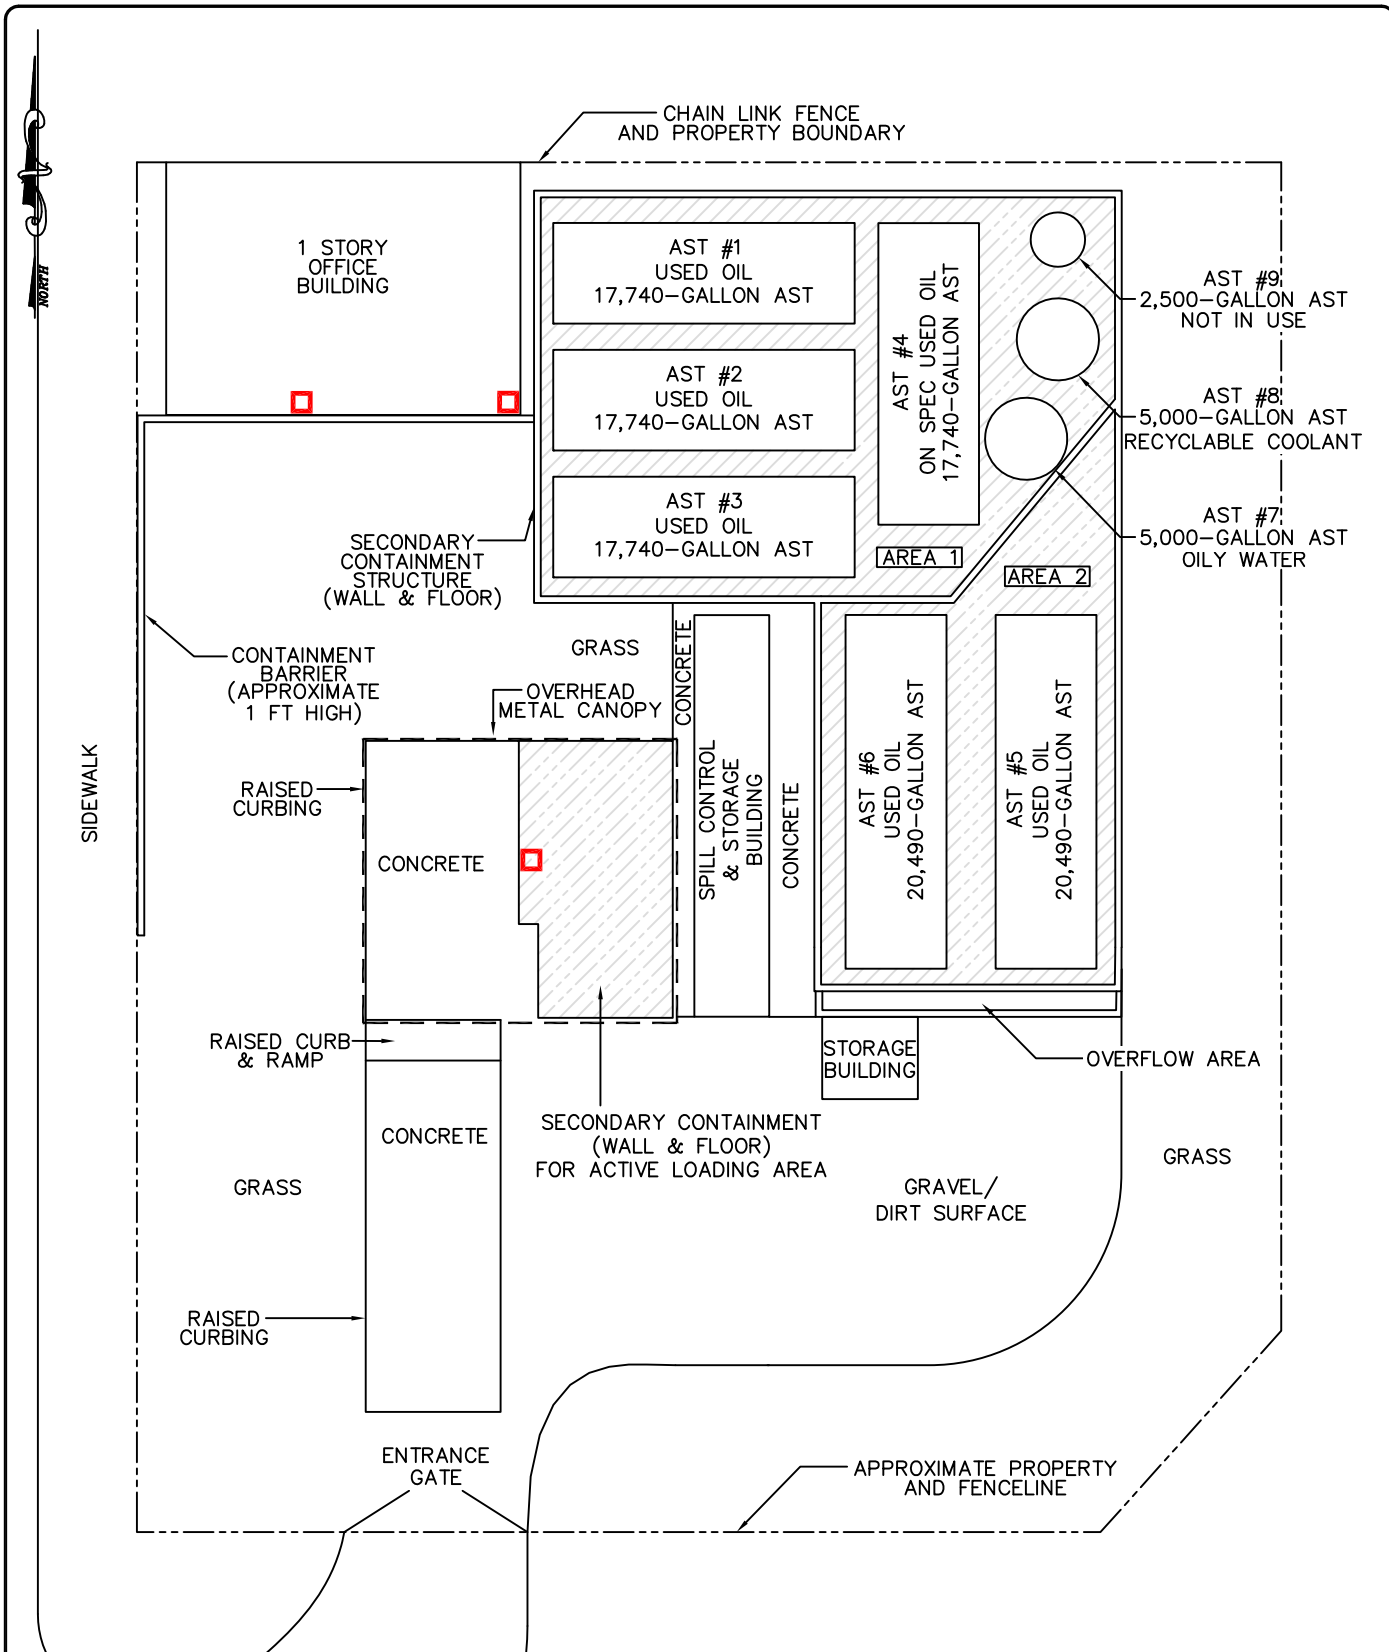 CHAIN LINK FENCE
AND PROPERTY BOUNDARY
NORTH
1 STORY
OFFICE
BUILDING
AST #1
USED OIL
17,740-GALLON AST
AST #2
USED OIL
17,740-GALLON AST
AST #3
USED OIL
17,740-GALLON AST
AST #4
ON SPEC USED OIL
17,740-GALLON AST
AST #9
2,500-GALLON AST
NOT IN USE
AST #8
5,000-GALLON AST
RECYCLABLE COOLANT
AST #7
5,000-GALLON AST
OILY WATER
AREA 1
AREA 2
SECONDARY
CONTAINMENT
STRUCTURE
(WALL & FLOOR)
CONTAINMENT
BARRIER
(APPROXIMATE
1 FT HIGH)
GRASS
CONCRETE
OVERHEAD
METAL CANOPY
SIDEWALK
RAISED
CURBING
CONCRETE
SPILL CONTROL
& STORAGE
BUILDING
CONCRETE
AST #6
USED OIL
20,490-GALLON AST
AST #5
USED OIL
20,490-GALLON AST
RAISED CURB
& RAMP
STORAGE
BUILDING
OVERFLOW AREA
CONCRETE
SECONDARY CONTAINMENT
(WALL & FLOOR)
FOR ACTIVE LOADING AREA
GRASS
GRAVEL/
DIRT SURFACE
GRASS
RAISED
CURBING
ENTRANCE
GATE
APPROXIMATE PROPERTY
AND FENCELINE